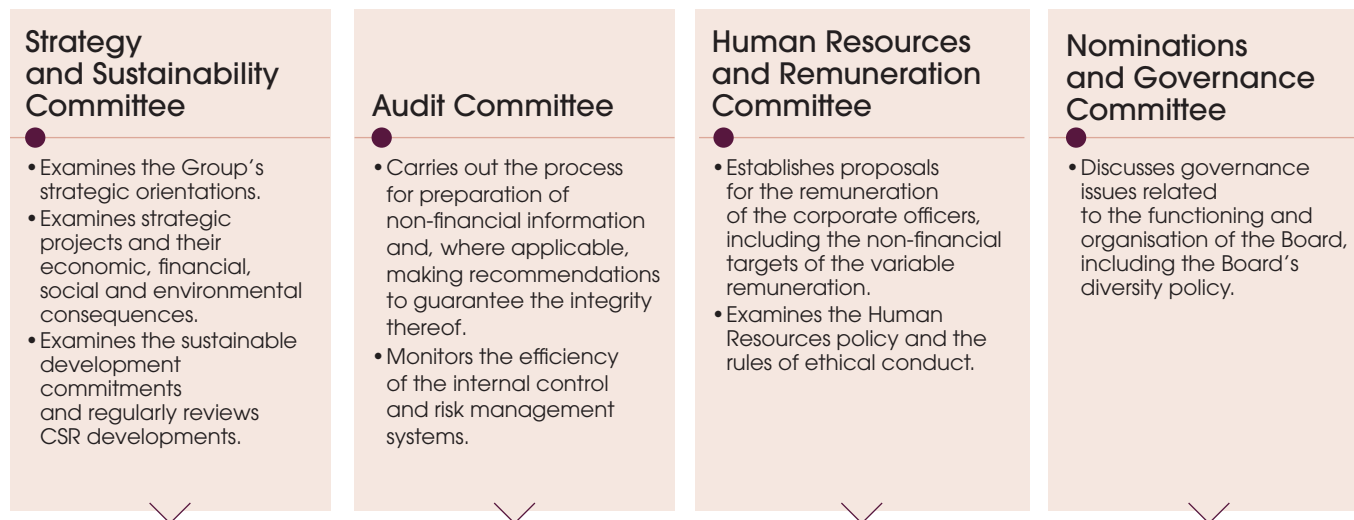 Strategy
and Sustainability
Committee
• Examines the Group's
strategic orientations.
• Examines strategic
projects and their
economic, financial,
social and environmental
consequences.
• Examines the sustainable
development
commitments
and regularly reviews
CSR developments.
Audit Committee
• Carries out the process
for preparation of
non-financial information
and, where applicable,
making recommendations
to guarantee the integrity
thereof.
• Monitors the efficiency
of the internal control
and risk management
systems.
Human Resources
and Remuneration
Committee
• Establishes proposals
for the remuneration
of the corporate officers,
including the non-financial
targets of the variable
remuneration.
• Examines the Human
Resources policy and the
rules of ethical conduct.
Nominations
and Governance
Committee
• Discusses governance
issues related
to the functioning and
organisation of the Board,
including the Board's
diversity policy.